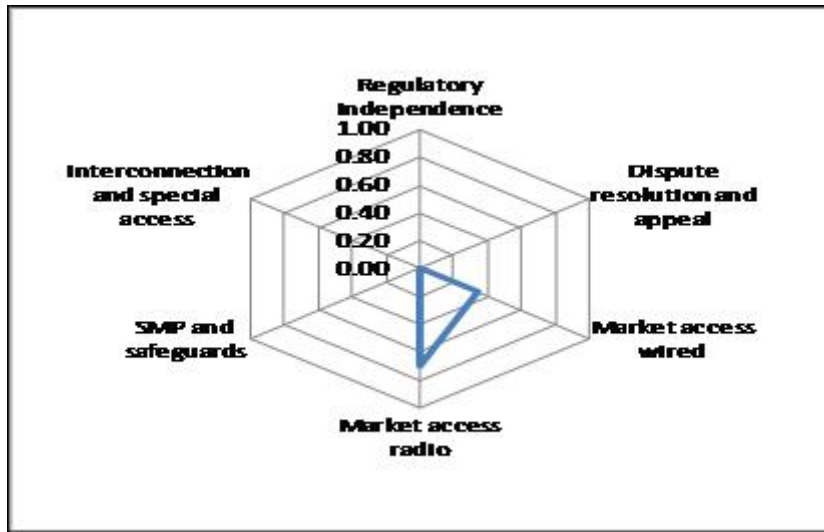 Regulatory
Independence
1.00
0.80
0.60
0.40
0.20
0.00
Dispute
resolution and
appeal
Market access
wired
Market access
radio
SMP and
safeguards
Interconnection
and special
access